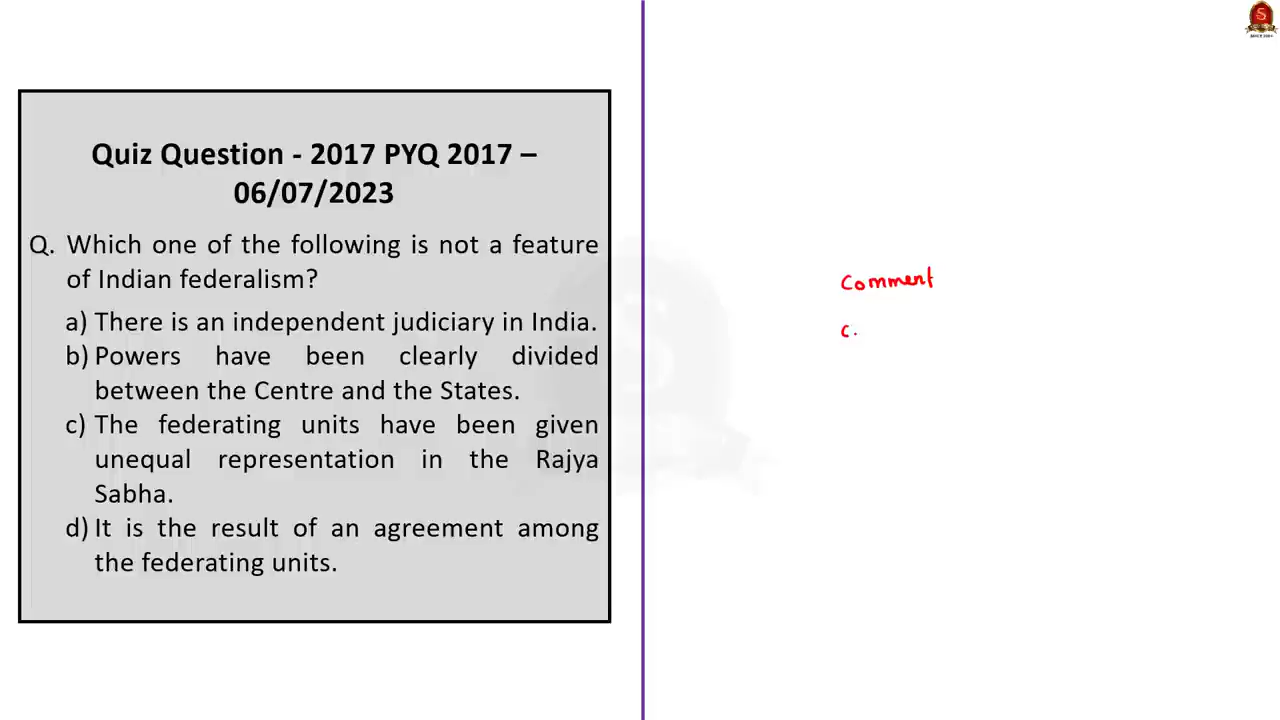 Quiz Question - 2017 PYQ 2017 –
06/07/2023
Q. Which one of the following is not a feature
of Indian federalism?
a) There is an independent judiciary in India.
b) Powers have been clearly divided
between the Centre and the States.
c) The federating units have been given
unequal representation in the Rajya
Sabha.
d) It is the result of an agreement among
the federating units.
Comment
c.
S